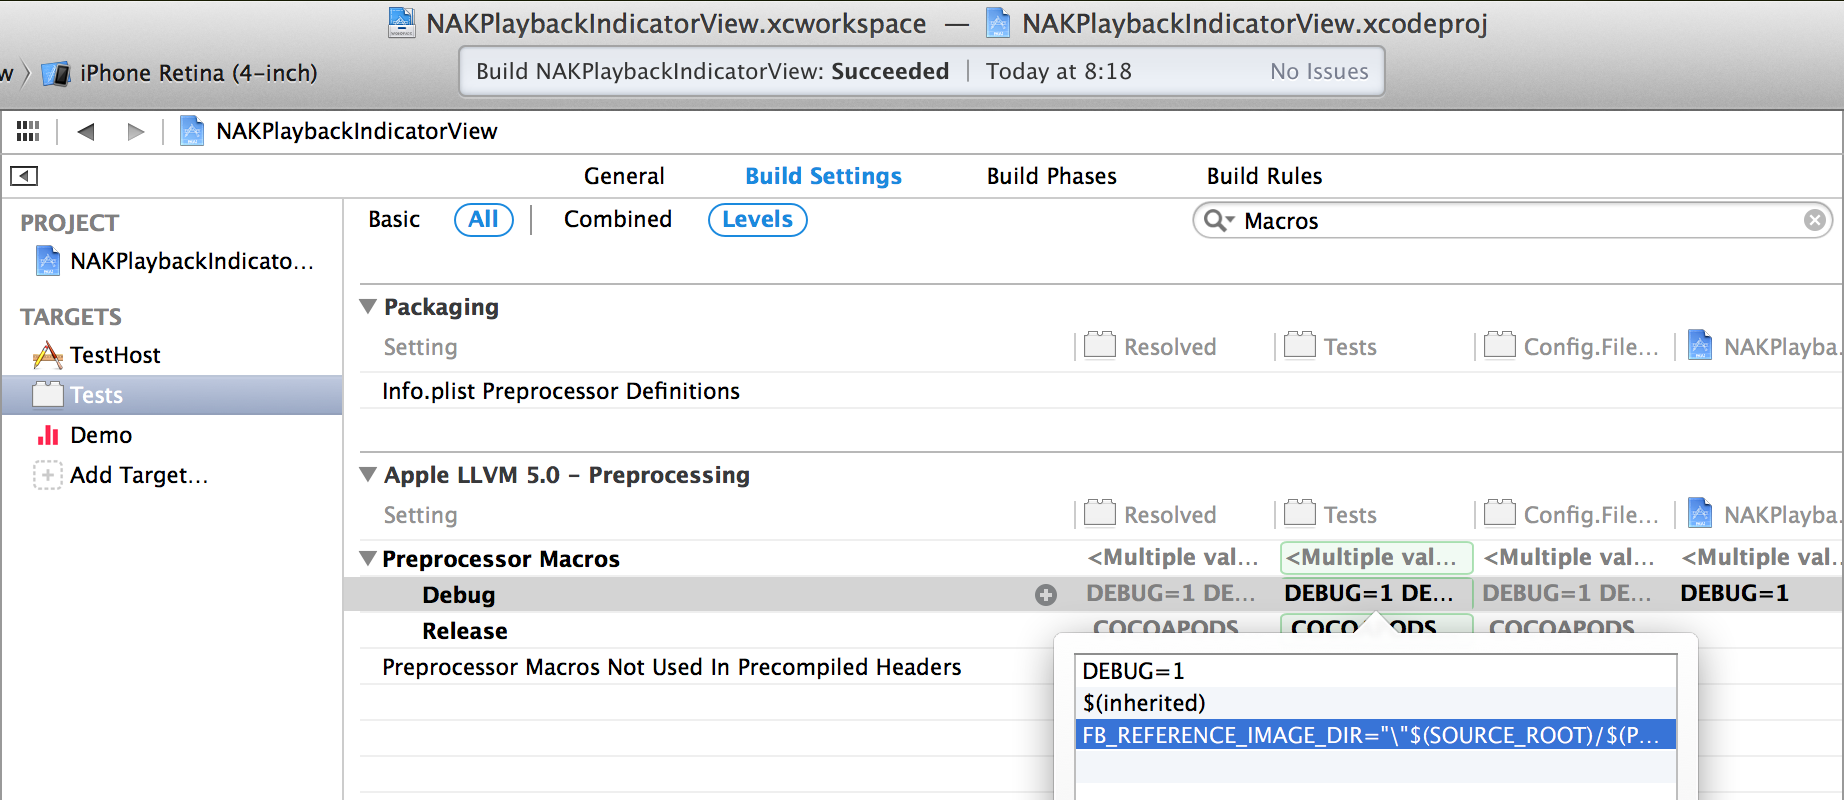 NAKPlaybackIndicatorView.xcworkspace — NAKPlaybackIndicatorView.xcodeproj
w iPhone Retina (4-inch) Build NAKPlaybackIndicatorView: Succeeded | Today at 8:18 No Issues
NAKPlaybackIndicatorView
General Build Settings Build Phases Build Rules
PROJECT Basic All Combined Levels Macros
NAKPlaybackIndicato...
TARGETS Packaging
TestHost Setting Resolved Tests Config.File... NAKPlayba.
Tests Info.plist Preprocessor Definitions
Demo
Add Target... Apple LLVM 5.0 - Preprocessing
Setting Resolved Tests Config.File... NAKPlayba.
Preprocessor Macros <Multiple val... <Multiple val... <Multiple val... <Multiple val..
Debug DEBUG=1 DE... DEBUG=1 DE... DEBUG=1 DE... DEBUG=1
Release COCOAPODS COCOAPODS COCOAPODS
Preprocessor Macros Not Used In Precompiled Headers
DEBUG=1
$(inherited)
FB_REFERENCE_IMAGE_DIR="\"$(SOURCE_ROOT)/$(P...